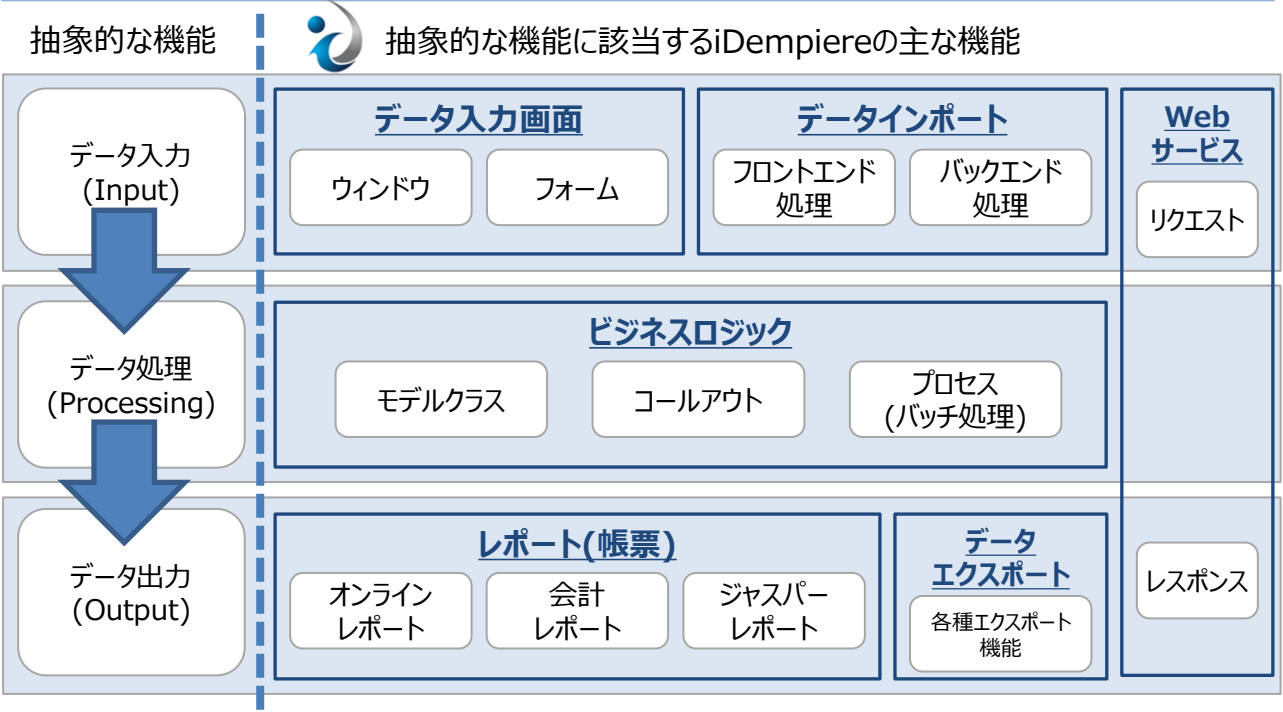 抽象的な機能
抽象的な機能に該当するiDempiereの主な機能
データ入力
(Input)
データ入力画面
ウィンドウ
フォーム
データインポート
フロントエンド
処理
バックエンド
処理
Web
サービス
リクエスト
データ処理
(Processing)
ビジネスロジック
モデルクラス
コールアウト
プロセス
(バッチ処理)
データ出力
(Output)
レポート(帳票)
オンライン
レポート
会計
レポート
ジャスパー
レポート
データ
エクスポート
各種エクスポート
機能
レスポンス